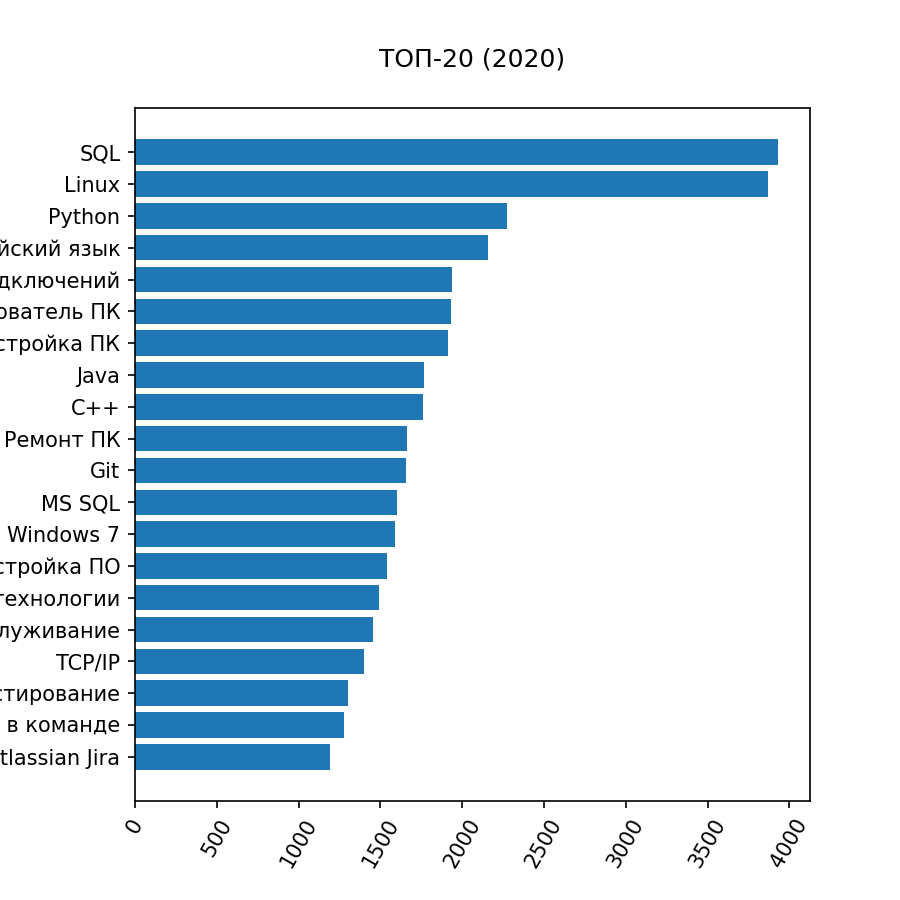 ТОП-20 (2020)
SQL
Linux
Python
йский язык
дключений
ователь ПК
стройка ПК
Java
C++
Ремонт ПК
Git
MS SQL
Windows 7
стройка ПО
технологии
луживание
TCP/IP
стирование
в команде
tlassian Jira
0
500
1000
1500
2000
2500
3000
3500
4000